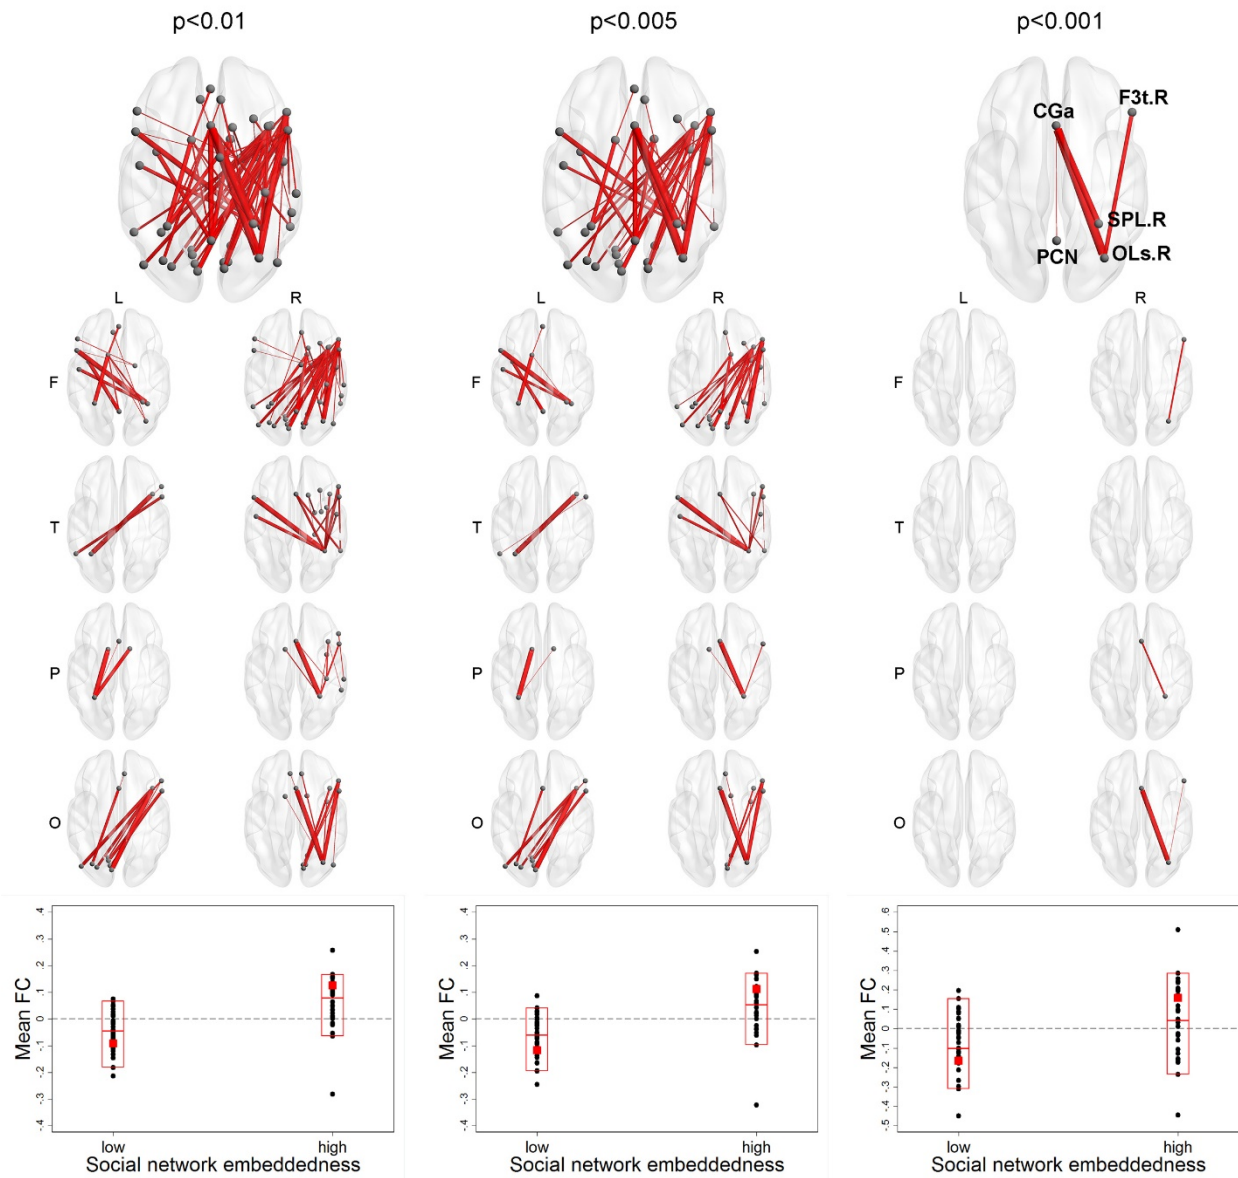 p<0.01
p<0.005
p<0.001
CGa
F3t.R
SPL.R
PCN
OLs.R
L R
L R
L R
F
F
F
T
T
T
P
P
P
O
O
O
Mean FC
.4
.3
.2
.1
0
-.1
-.2
-.3
-.4
low high
Social network embeddedness
Mean FC
.4
.3
.2
.1
0
-.1
-.2
-.3
-.4
low high
Social network embeddedness
Mean FC
.6
.5
.4
.3
.2
.1
0
-.1
-.2
-.3
-.4
-.5
low high
Social network embeddedness